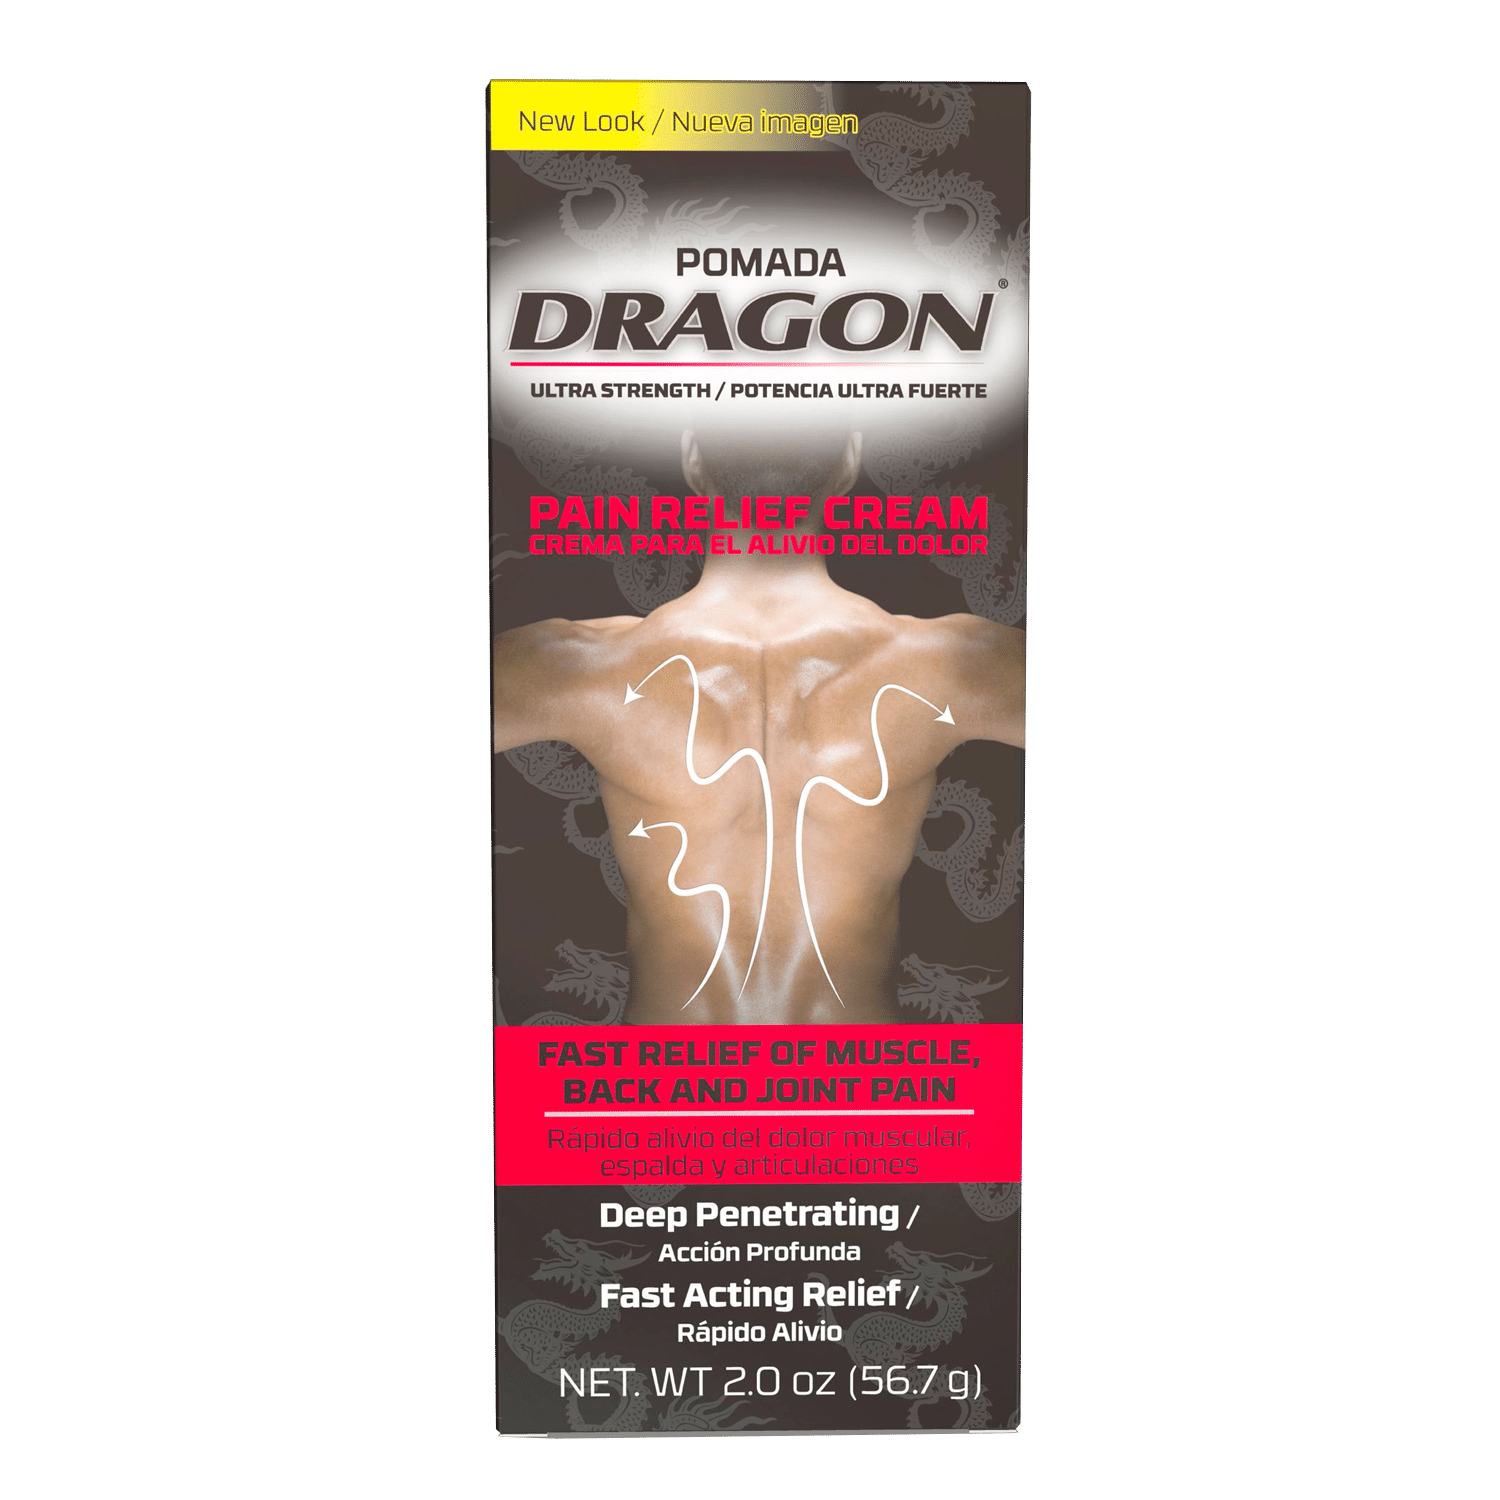 New Look / Nueva imagen
POMADA
DRAGON®
ULTRA STRENGTH / POTENCIA ULTRA FUERTE
PAIN RELIEF CREAM
CREMA PARA EL ALIVIO DEL DOLOR
FAST RELIEF OF MUSCLE,
BACK AND JOINT PAIN
Rápido alivio del dolor muscular,
espalda y articulaciones
Deep Penetrating /
Acción Profunda
Fast Acting Relief /
Rápido Alivio
NET. WT 2.0 oz (56.7 g)